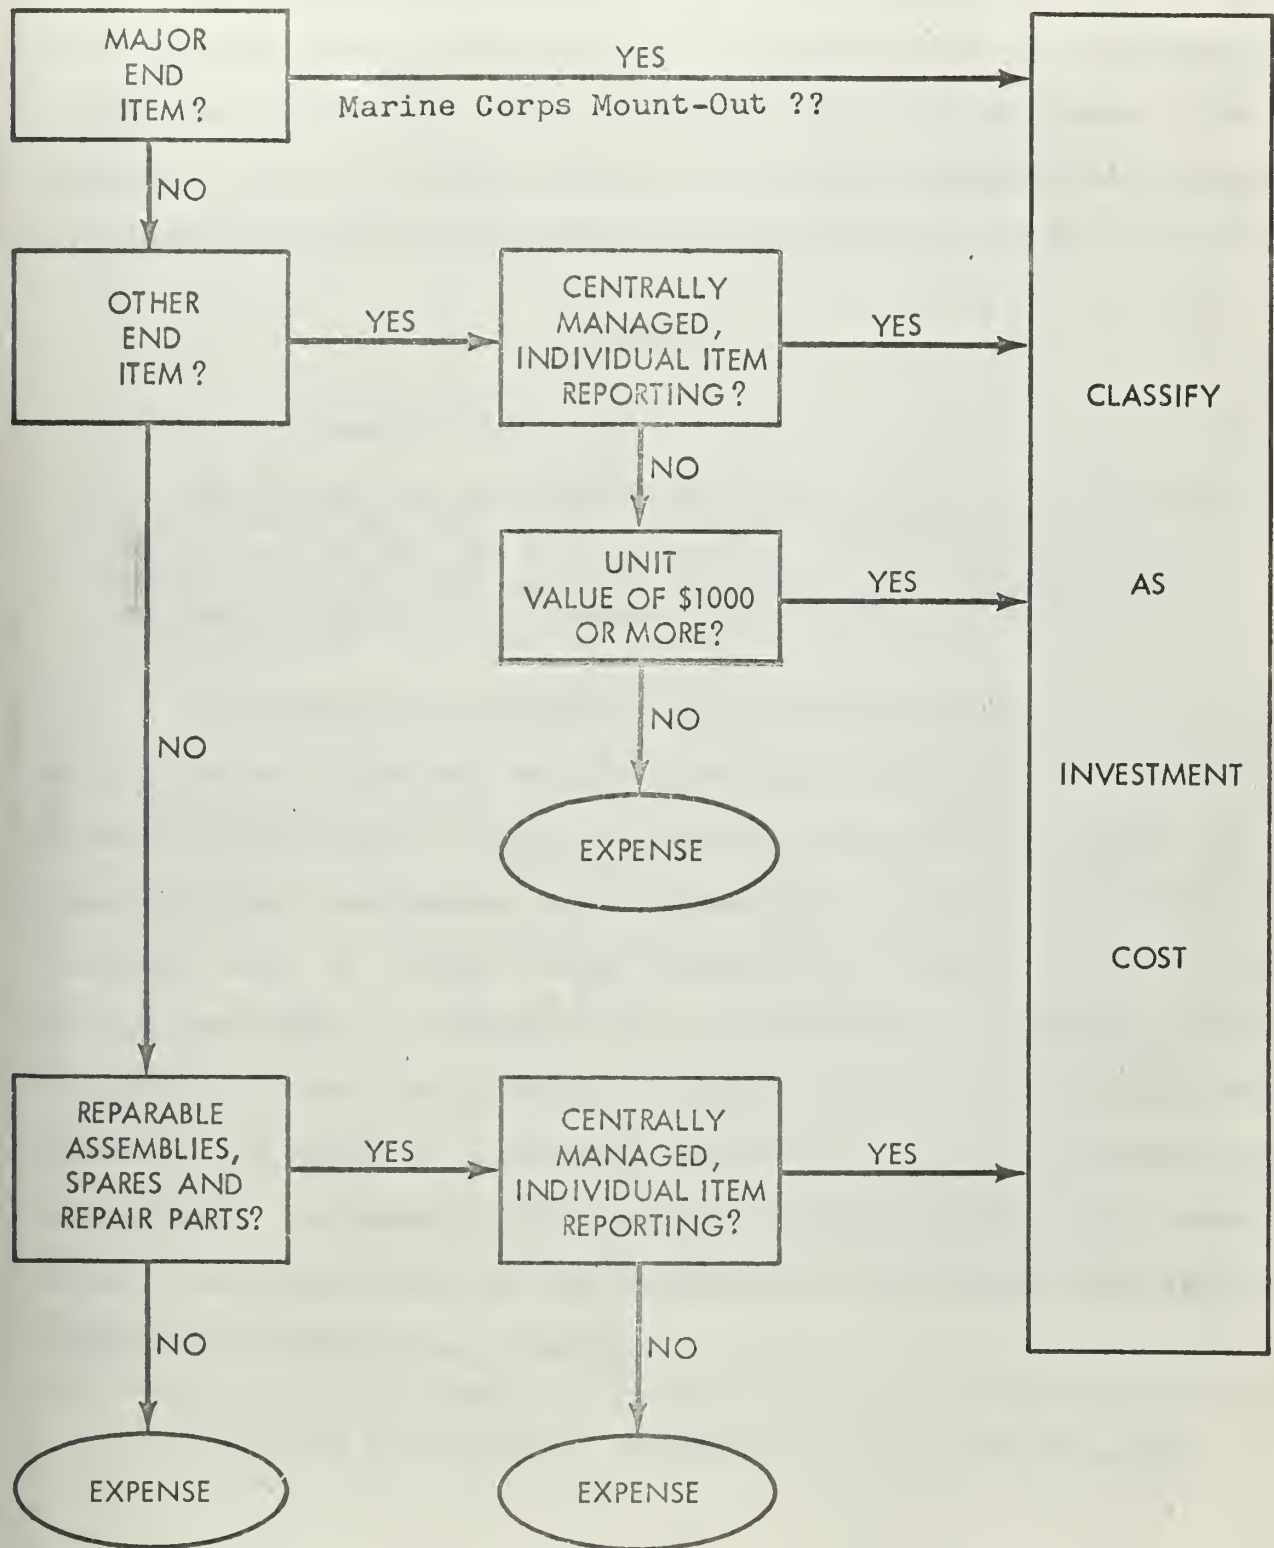 MAJOR
END
ITEM?
YES
Marine Corps Mount-Out ??
NO
OTHER
END
ITEM?
YES
CENTRALLY
MANAGED,
INDIVIDUAL ITEM
REPORTING?
YES
NO
UNIT
VALUE OF $1000
OR MORE?
YES
NO
EXPENSE
NO
REPARABLE
ASSEMBLIES,
SPARES AND
REPAIR PARTS?
YES
CENTRALLY
MANAGED,
INDIVIDUAL ITEM
REPORTING?
YES
NO
EXPENSE
NO
EXPENSE
CLASSIFY
AS
INVESTMENT
COST